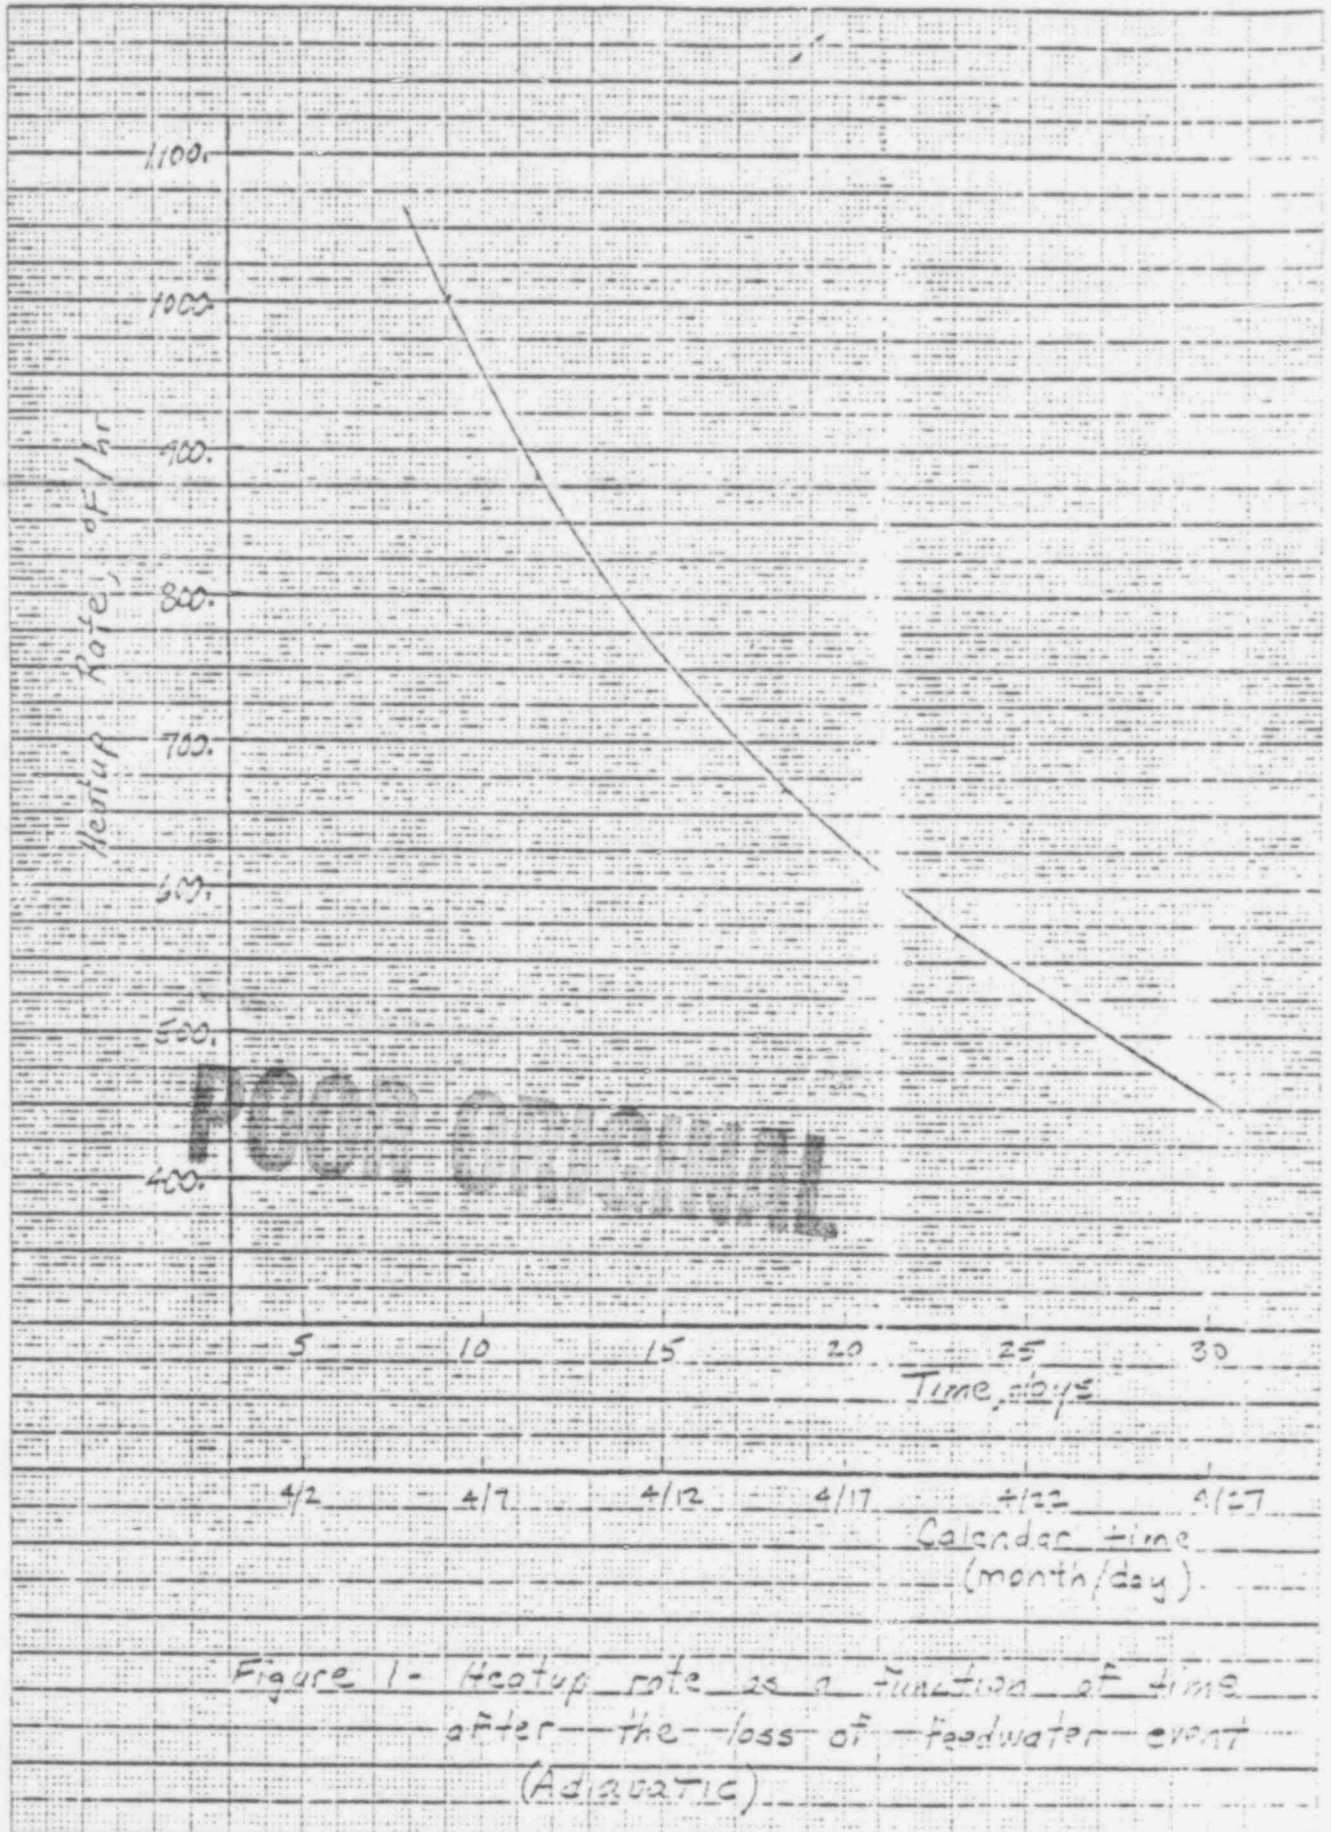 1100.
1000.
900.
800.
700.
600.
500.
400.
Heatup Rate, °F/hr
POOR ORIGINAL
5 10 15 20 25 30
Time, days
4/2 4/7 4/12 4/17 4/22 4/27
Calendar time
(month/day)
Figure 1 - Heatup rate as a function of time
after the loss of feedwater event
(Adiabatic)